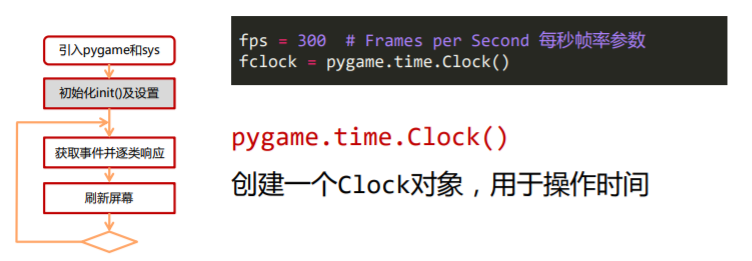 引入pygame和sys
初始化init()及设置
获取事件并逐类响应
刷新屏幕
fps = 300  # Frames per Second 每秒帧率参数
fclock = pygame.time.Clock()
pygame.time.Clock()
创建一个Clock对象，用于操作时间